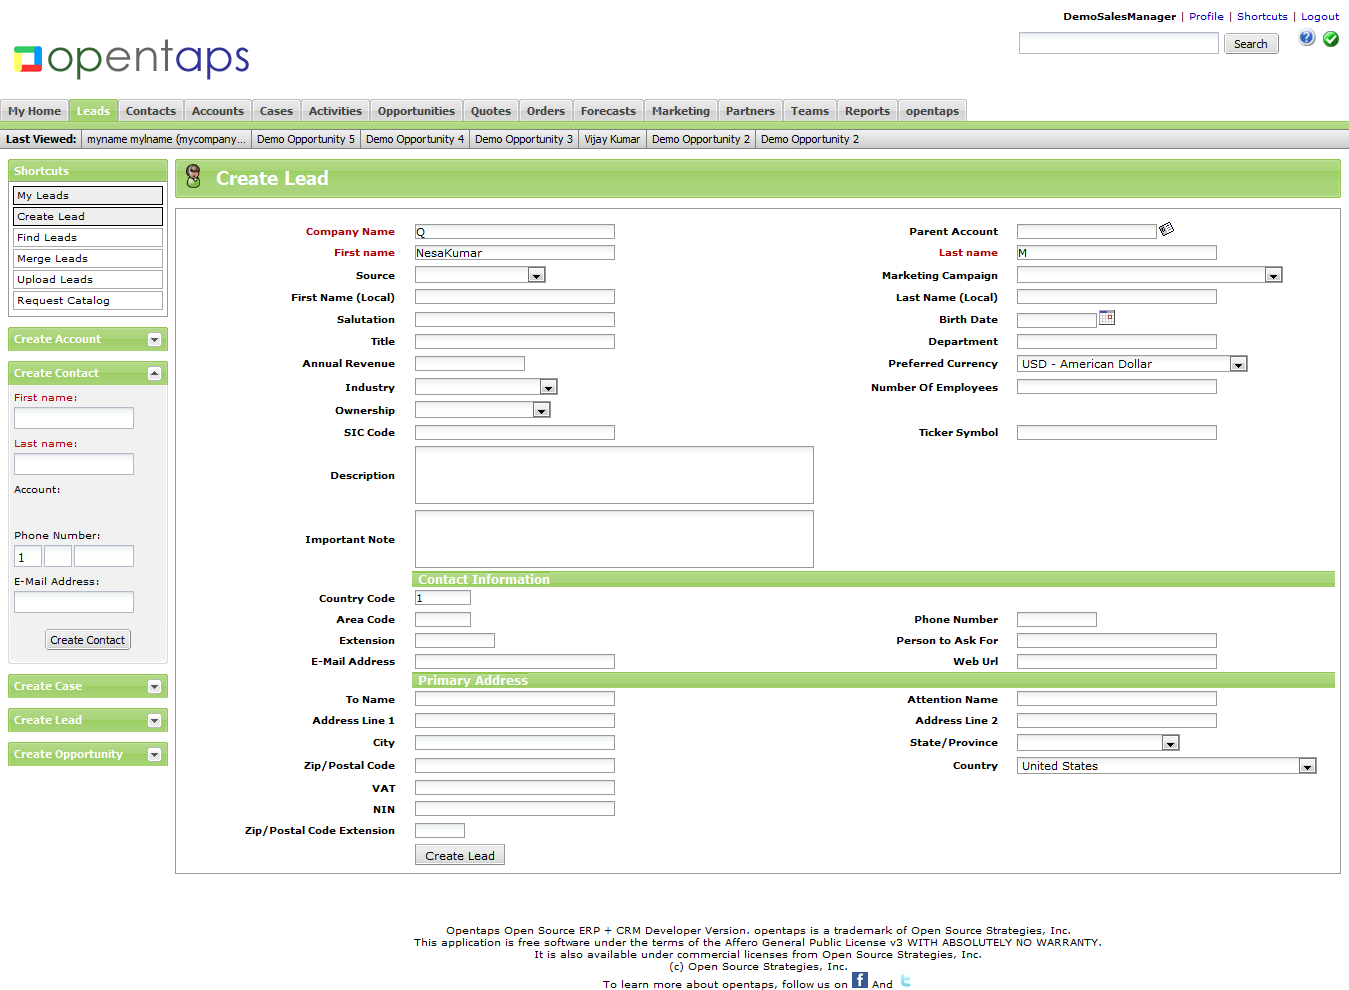 DemoSalesManager | Profile | Shortcuts | Logout
opentaps
Search
My Home Leads Contacts Accounts Cases Activities Opportunities Quotes Orders Forecasts Marketing Partners Teams Reports opentaps
Last Viewed: myname mylname (mycompany... Demo Opportunity 5 Demo Opportunity 4 Demo Opportunity 3 Vijay Kumar Demo Opportunity 2 Demo Opportunity 2
Shortcuts
My Leads
Create Lead
Find Leads
Merge Leads
Upload Leads
Request Catalog
Create Account
Create Contact
First name:
Last name:
Account:
Phone Number:
1
E-Mail Address:
Create Contact
Create Case
Create Lead
Create Opportunity
Create Lead
Company Name Q Parent Account
First name NesaKumar Last name M
Source Marketing Campaign
First Name (Local) Last Name (Local)
Salutation Birth Date
Title Department
Annual Revenue Preferred Currency USD - American Dollar
Industry Number Of Employees
Ownership
SIC Code Ticker Symbol
Description
Important Note
Contact Information
Country Code 1
Area Code Phone Number
Extension Person to Ask For
E-Mail Address Web Url
Primary Address
To Name Attention Name
Address Line 1 Address Line 2
City State/Province
Zip/Postal Code Country United States
VAT
NIN
Zip/Postal Code Extension
Create Lead
Opentaps Open Source ERP + CRM Developer Version. opentaps is a trademark of Open Source Strategies, Inc.
This application is free software under the terms of the Affero General Public License v3 WITH ABSOLUTELY NO WARRANTY.
It is also available under commercial licenses from Open Source Strategies, Inc.
(c) Open Source Strategies, Inc.
To learn more about opentaps, follow us on f And t